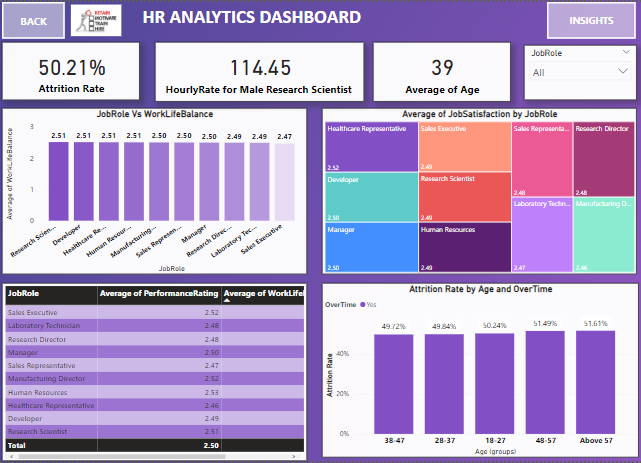 BACK
RETAIN
MOTIVATE
TRAIN
HIRE
HR ANALYTICS DASHBOARD
INSIGHTS
50.21%
Attrition Rate
114.45
HourlyRate for Male Research Scientist
39
Average of Age
JobRole
All
JobRole Vs WorkLifeBalance
Average of WorkLifeBalance
3
2
1
0
2.51 2.51 2.51 2.51 2.50 2.50 2.50 2.49 2.49 2.47
Research Scien...
Developer
Healthcare Re...
Human Resour...
Manufacturing...
Sales Represen...
Manager
Research Direc...
Laboratory Tec...
Sales Executive
JobRole
Average of JobSatisfaction by JobRole
Healthcare Representative
2.52
Developer
2.50
Manager
2.50
Sales Executive
2.49
Research Scientist
2.49
Human Resources
2.49
Sales Representa...
2.48
Laboratory Techn...
2.47
Research Director
2.48
Manufacturing D...
2.46
JobRole Average of PerformanceRating Average of WorkLifel
Sales Executive 2.52
Laboratory Technician 2.48
Research Director 2.48
Manager 2.50
Sales Representative 2.47
Manufacturing Director 2.52
Human Resources 2.53
Healthcare Representative 2.46
Developer 2.49
Research Scientist 2.51
Total 2.50
Attrition Rate by Age and OverTime
OverTime Yes
Attrition Rate
40%
20%
0%
49.72% 49.84% 50.24% 51.49% 51.61%
38-47 28-37 18-27 48-57 Above 57
Age (groups)